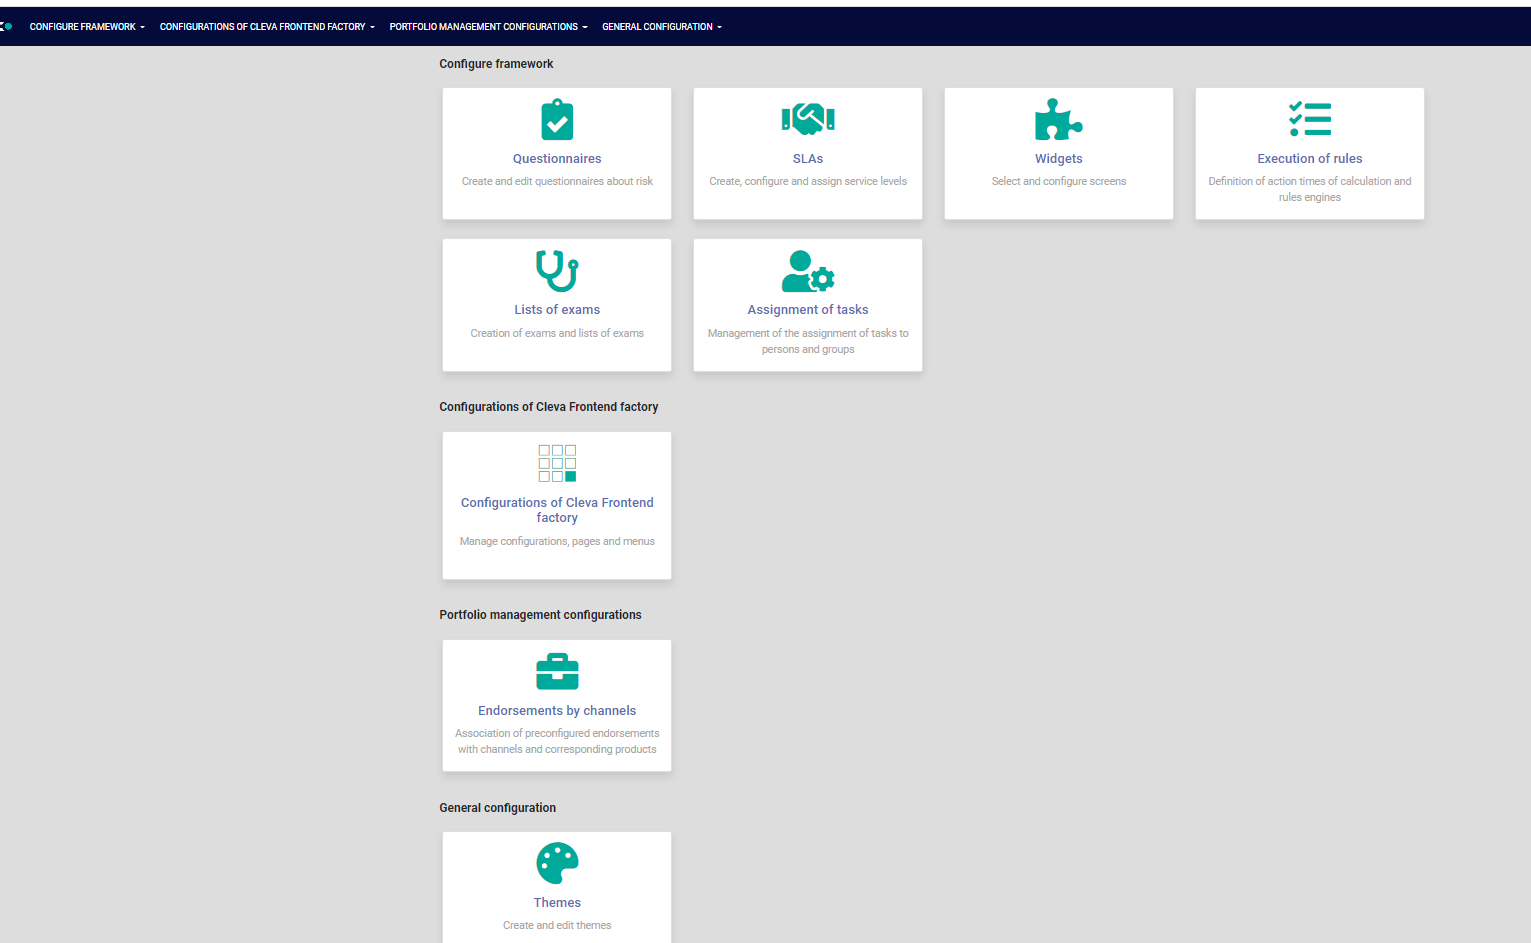 CONFIGURE FRAMEWORK
CONFIGURATIONS OF CLEVA FRONTEND FACTORY
PORTFOLIO MANAGEMENT CONFIGURATIONS
GENERAL CONFIGURATION
Configure framework
Questionnaires
Create and edit questionnaires about risk
SLAs
Create, configure and assign service levels
Widgets
Select and configure screens
Execution of rules
Definition of action times of calculation and
rules engines
Lists of exams
Creation of exams and lists of exams
Assignment of tasks
Management of the assignment of tasks to
persons and groups
Configurations of Cleva Frontend factory
Configurations of Cleva Frontend
factory
Manage configurations, pages and menus
Portfolio management configurations
Endorsements by channels
Association of preconfigured endorsements
with channels and corresponding products
General configuration
Themes
Create and edit themes